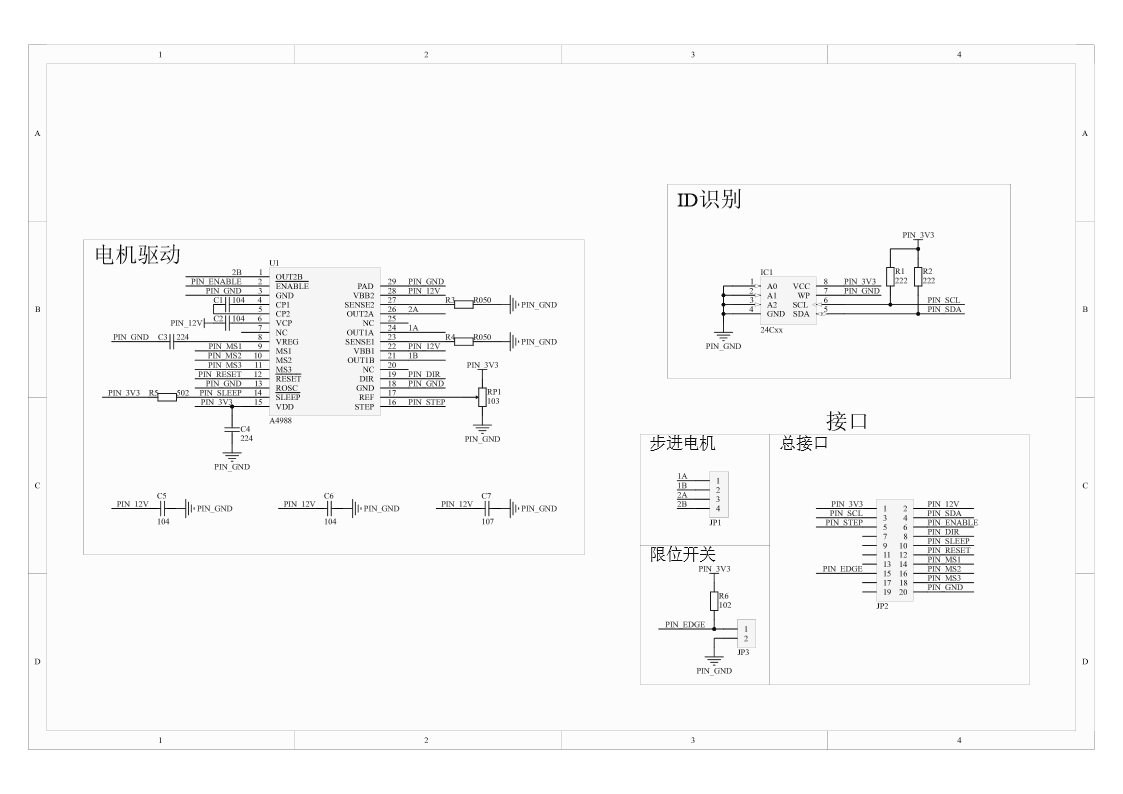 1 2 3 4
A A
ID识别
PIN_3V3
IC1
R1 R2
222 222
1 A0 VCC 8 PIN_3V3
2 A1 WP 7 PIN_GND
3 A2 SCL 6 PIN_SCL
4 GND SDA 5 PIN_SDA
24Cxx
PIN_GND
B B
电机驱动
U1
2B 1 OUT2B
PIN_ENABLE 2 ENABLE PAD 29 PIN_GND
PIN_GND 3 GND VBB2 28 PIN_12V
C1 104 4 CP1 SENSE2 27 R3 R050 PIN_GND
5 CP2 OUT2A 26 2A
PIN_12V C2 104 6 VCP NC 25
7 NC OUT1A 24 1A
PIN_GND C3 224 8 VREG SENSE1 23 R4 R050 PIN_GND
PIN_MS1 9 MS1 VBB1 22 PIN_12V
PIN_MS2 10 MS2 OUT1B 21 1B
PIN_MS3 11 MS3 NC 20
PIN_RESET 12 RESET DIR 19 PIN_DIR
PIN_GND 13 ROSC GND 18 PIN_GND
PIN_3V3 R5 502 PIN_SLEEP 14 SLEEP REF 17
PIN_3V3 15 VDD STEP 16 PIN_STEP
A4988
PIN_3V3
RP1
103
PIN_GND
C4
224
PIN_GND
PIN_12V C5 104 PIN_GND
PIN_12V C6 104 PIN_GND
PIN_12V C7 107 PIN_GND
C C
接口
步进电机
1A 1
1B 2
2A 3
2B 4
JP1
总接口
PIN_3V3 1 2 PIN_12V
PIN_SCL 3 4 PIN_SDA
PIN_STEP 5 6 PIN_ENABLE
7 8 PIN_DIR
9 10 PIN_SLEEP
11 12 PIN_RESET
13 14 PIN_MS1
PIN_EDGE 15 16 PIN_MS2
17 18 PIN_MS3
19 20 PIN_GND
JP2
限位开关
PIN_3V3
R6
102
PIN_EDGE 1
2
JP3
PIN_GND
D D
1 2 3 4